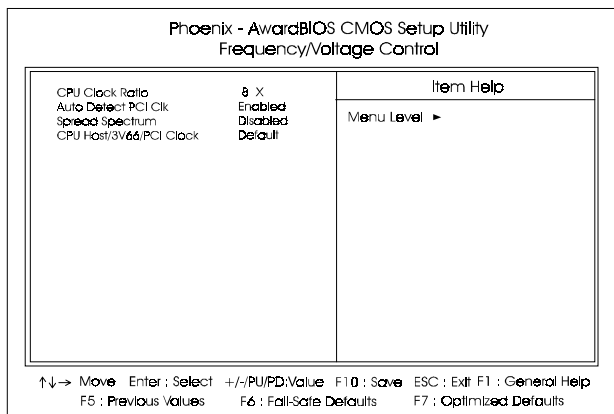 Phoenix - AwardBIOS CMOS Setup Utility
Frequency/Voltage Control
CPU Clock Ratio 8 X
Auto Detect PCI Clk Enabled
Spread Spectrum Disabled
CPU Host/3V66/PCI Clock Default
Item Help
Menu Level ►
↑↓→ Move Enter : Select +/-/PU/PD:Value F10 : Save ESC : Exit F1 : General Help
F5 : Previous Values F6 : Fail-Safe Defaults F7 : Optimized Defaults